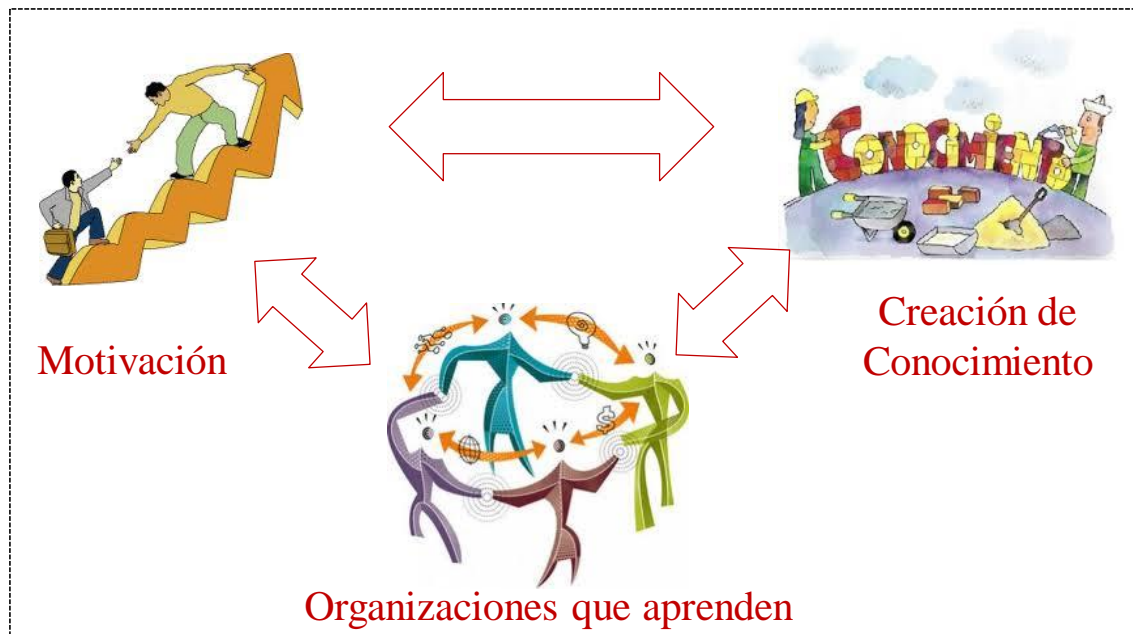 CONOCIMIENTO
Motivación
Creación de
Conocimiento
$
Organizaciones que aprenden